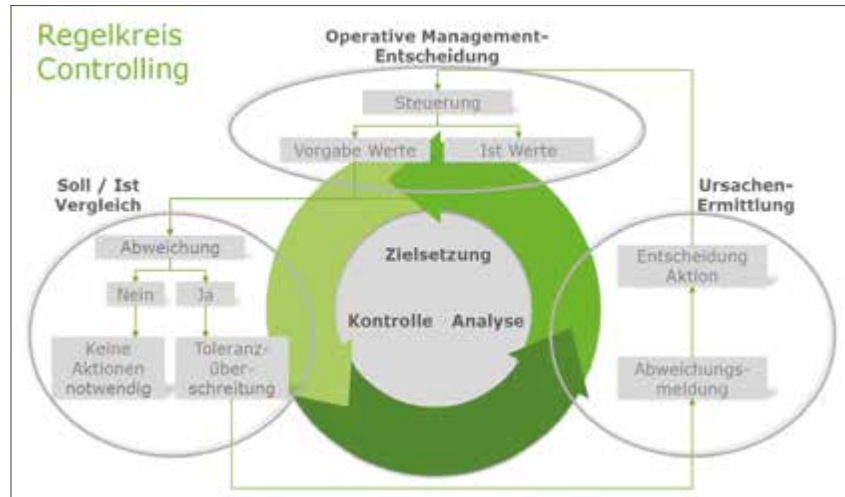 Regelkreis
Controlling
Operative Management-
Entscheidung
Steuerung
Vorgabe Werte
Ist Werte
Soll / Ist
Vergleich
Abweichung
Nein
Ja
Keine
Aktionen
notwendig
Toleranz-
über-
schreitung
Zielsetzung
Kontrolle
Analyse
Ursachen-
Ermittlung
Entscheidung
Aktion
Abweichungs-
meldung